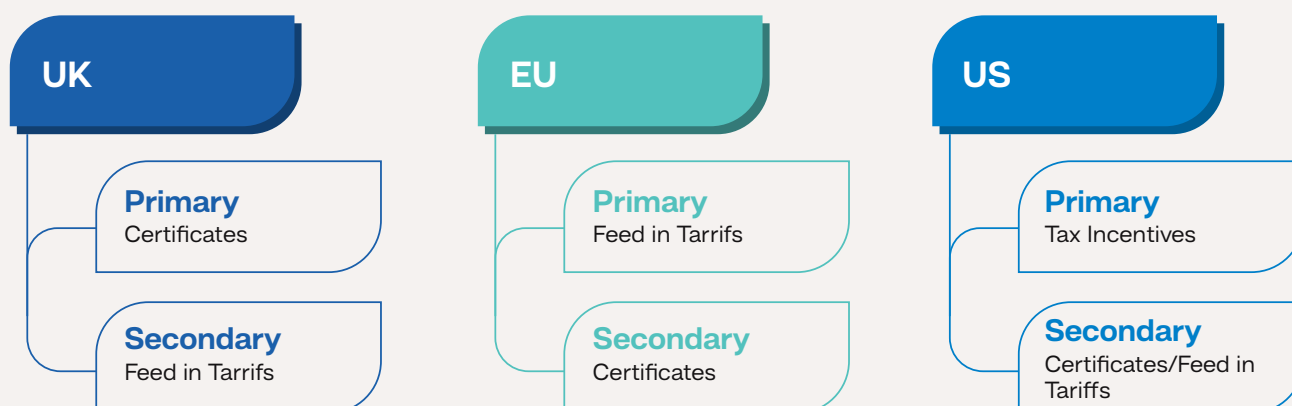 UK
Primary
Certificates
Secondary
Feed in Tarrifs
EU
Primary
Feed in Tarrifs
Secondary
Certificates
US
Primary
Tax Incentives
Secondary
Certificates/Feed in
Tariffs